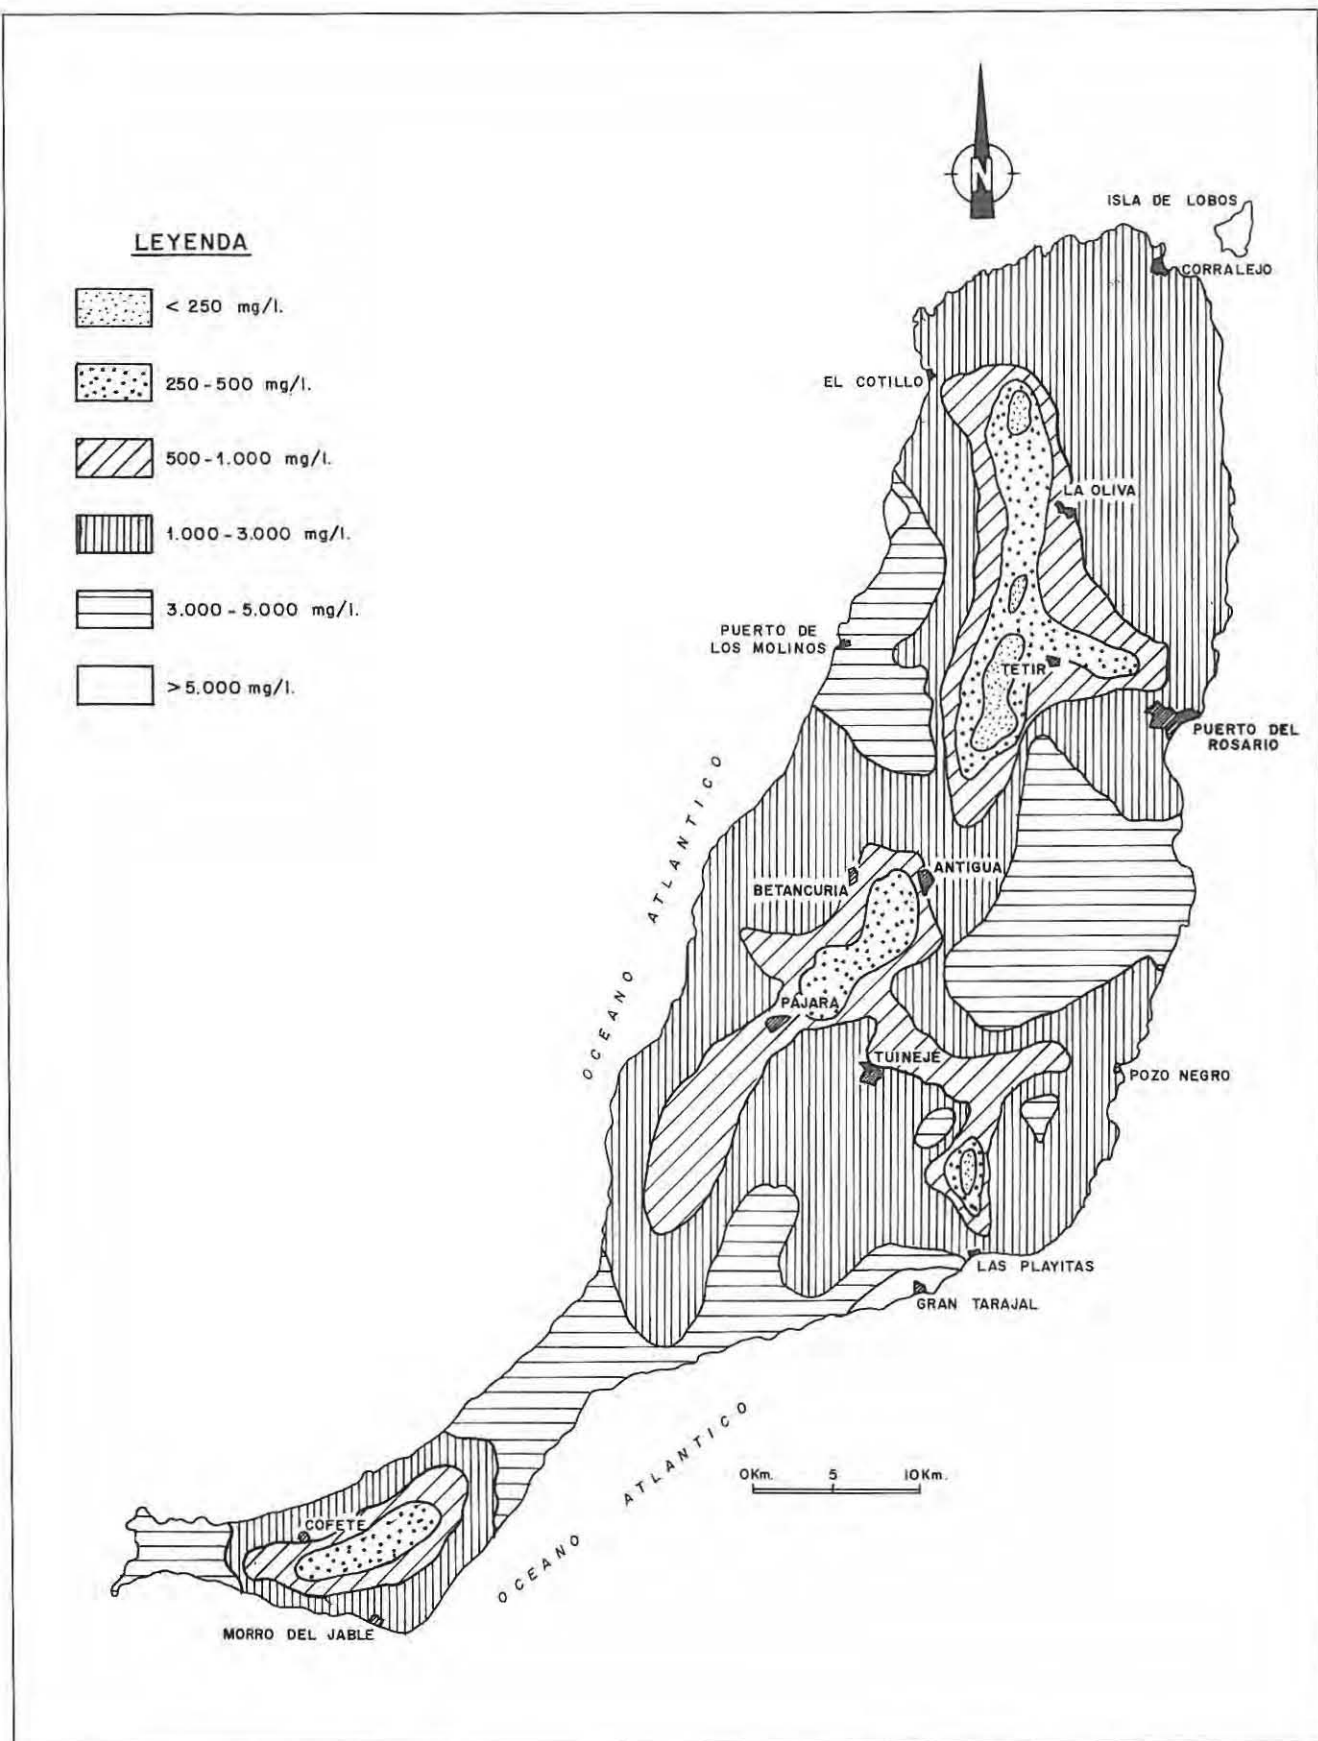 N
ISLA DE LOBOS
CORRALEJO
LEYENDA
< 250 mg/l.
250-500 mg/l.
500-1.000 mg/l.
1.000-3.000 mg/l.
3.000-5.000 mg/l.
>5.000 mg/l.
EL COTILLO
LA OLIVA
PUERTO DE
LOS MOLINOS
TETIR
PUERTO DEL
ROSARIO
OCEANO ATLANTICO
ANTIGUA
BETANCURIA
PAJARA
TUINEJE
POZO NEGRO
LAS PLAYITAS
GRAN TARAJAL
OCEANO ATLANTICO
0Km. 5 10Km.
COFETE
MORRO DEL JABLE